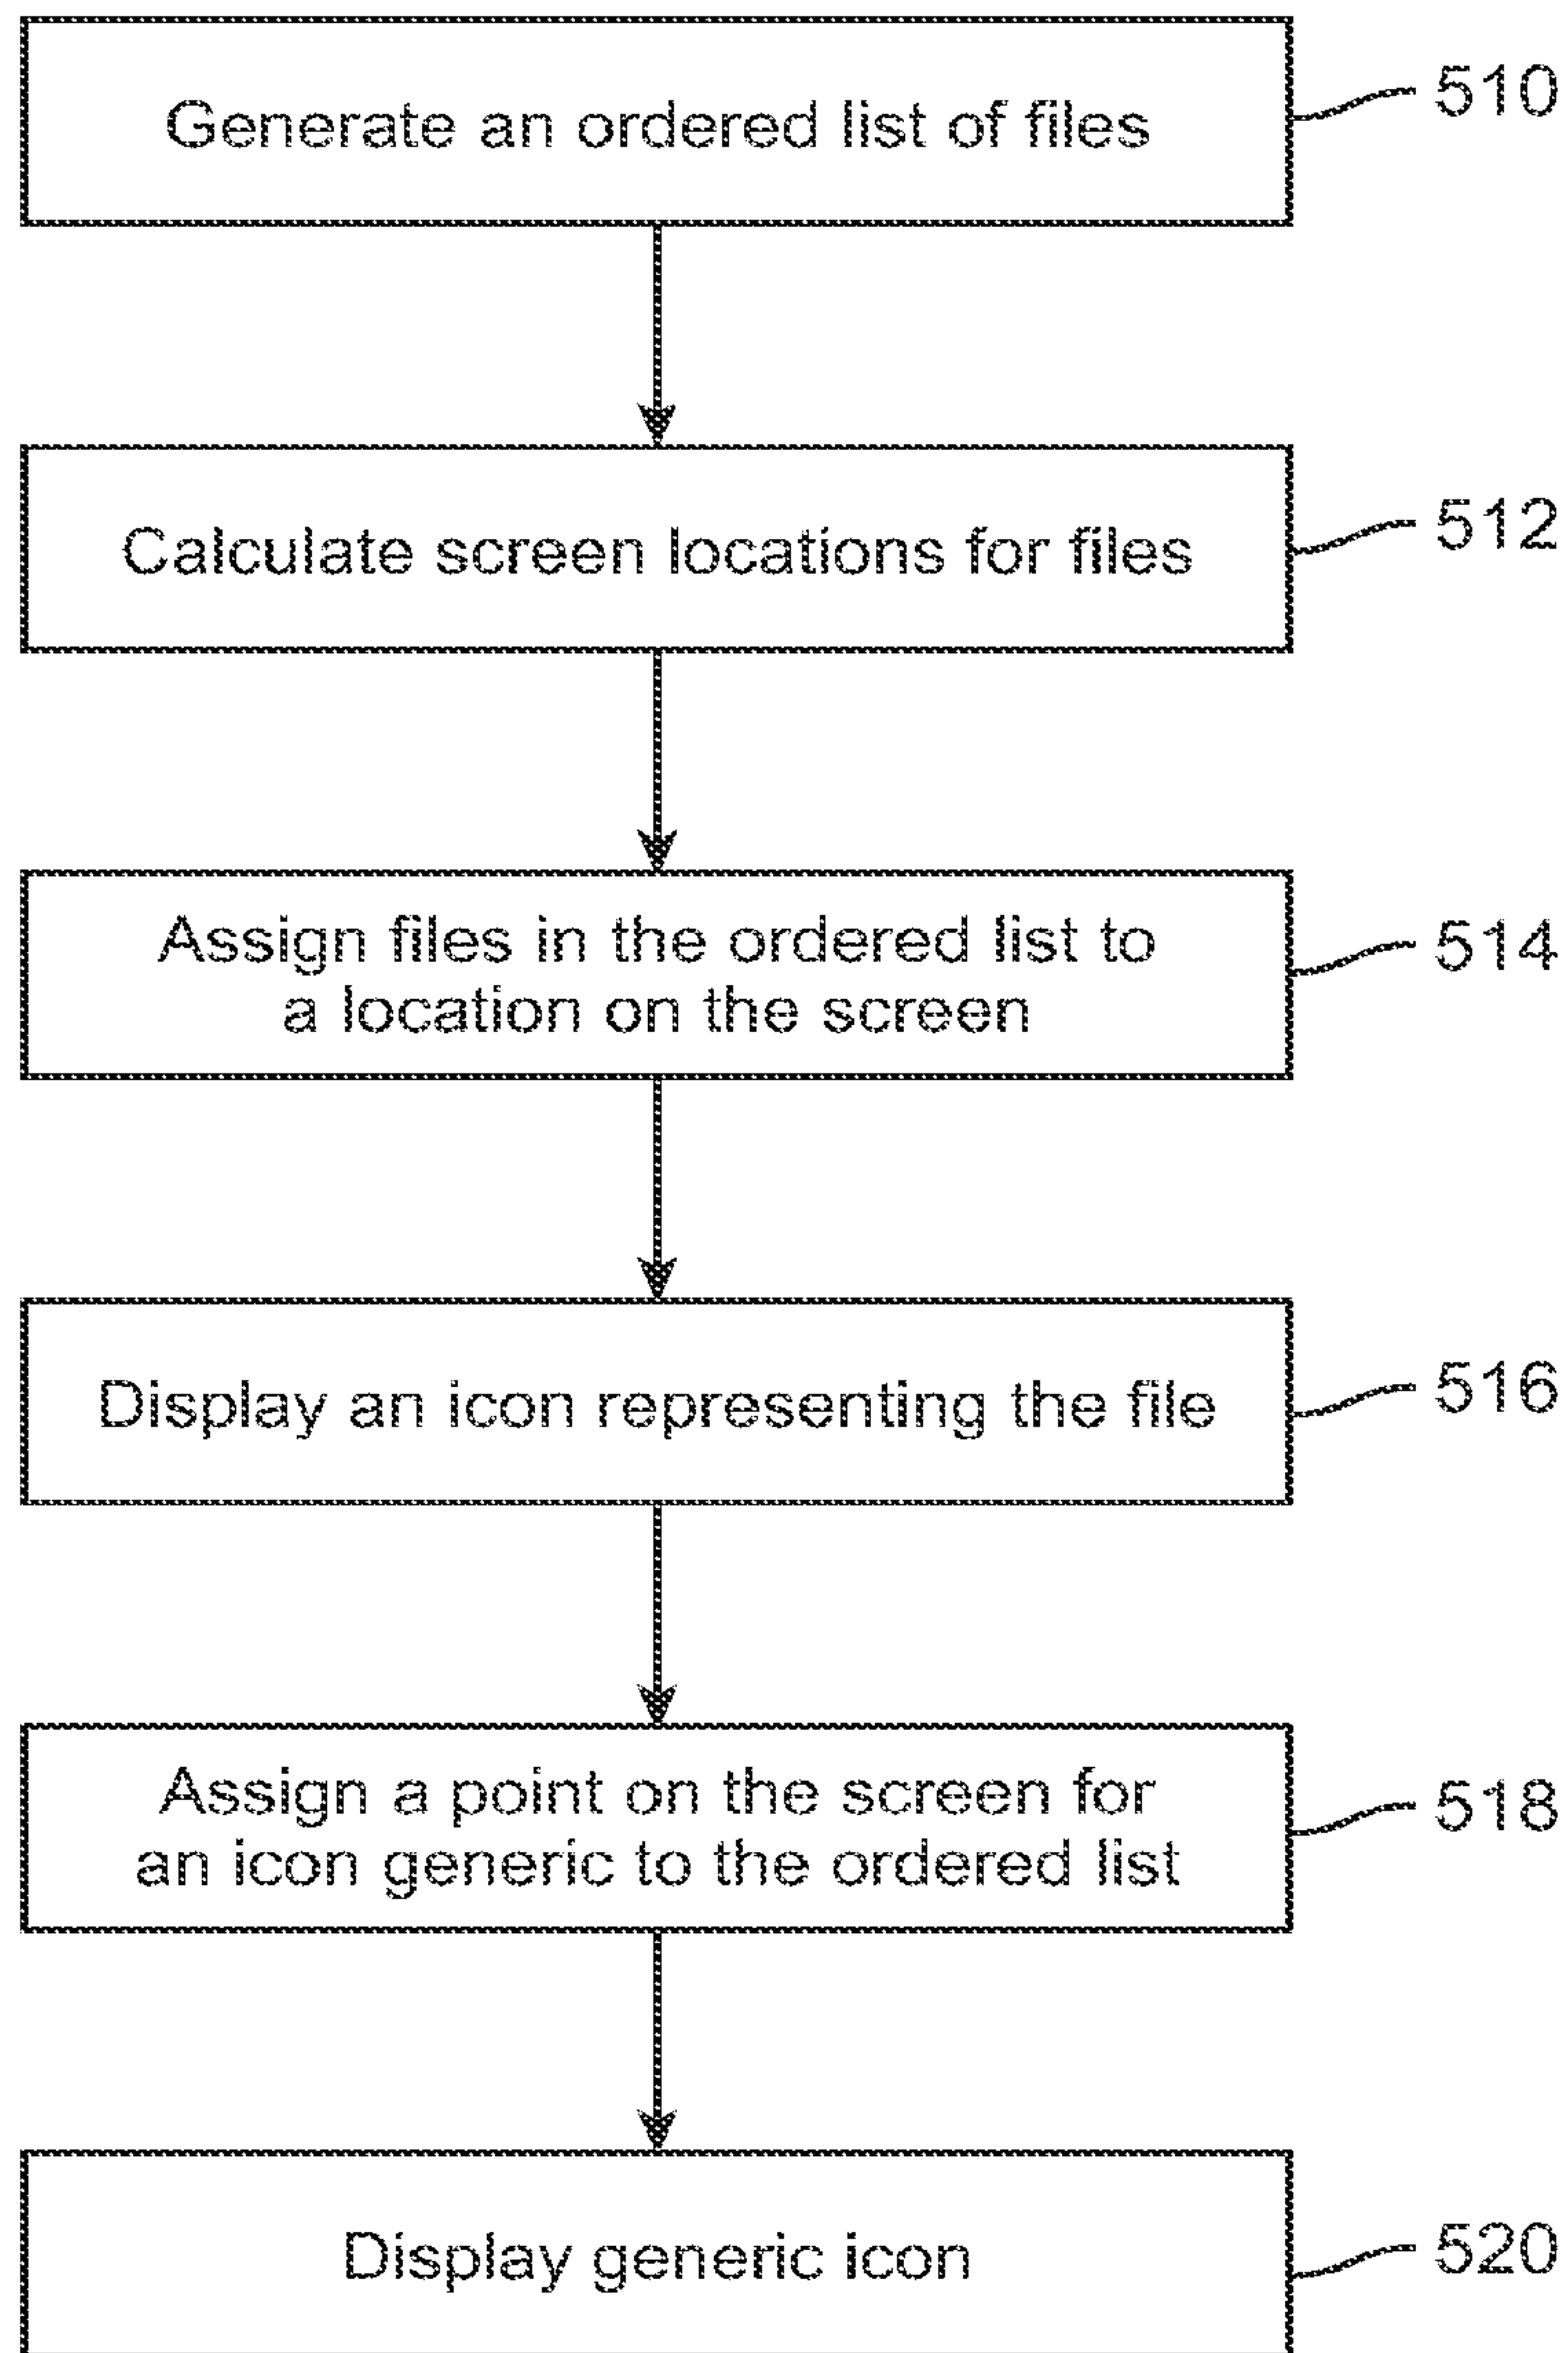 Generate an ordered list of files
510
Calculate screen locations for files
512
Assign files in the ordered list to
a location on the screen
514
Display an icon representing the file
516
Assign a point on the screen for
an icon generic to the ordered list
518
Display generic icon
520